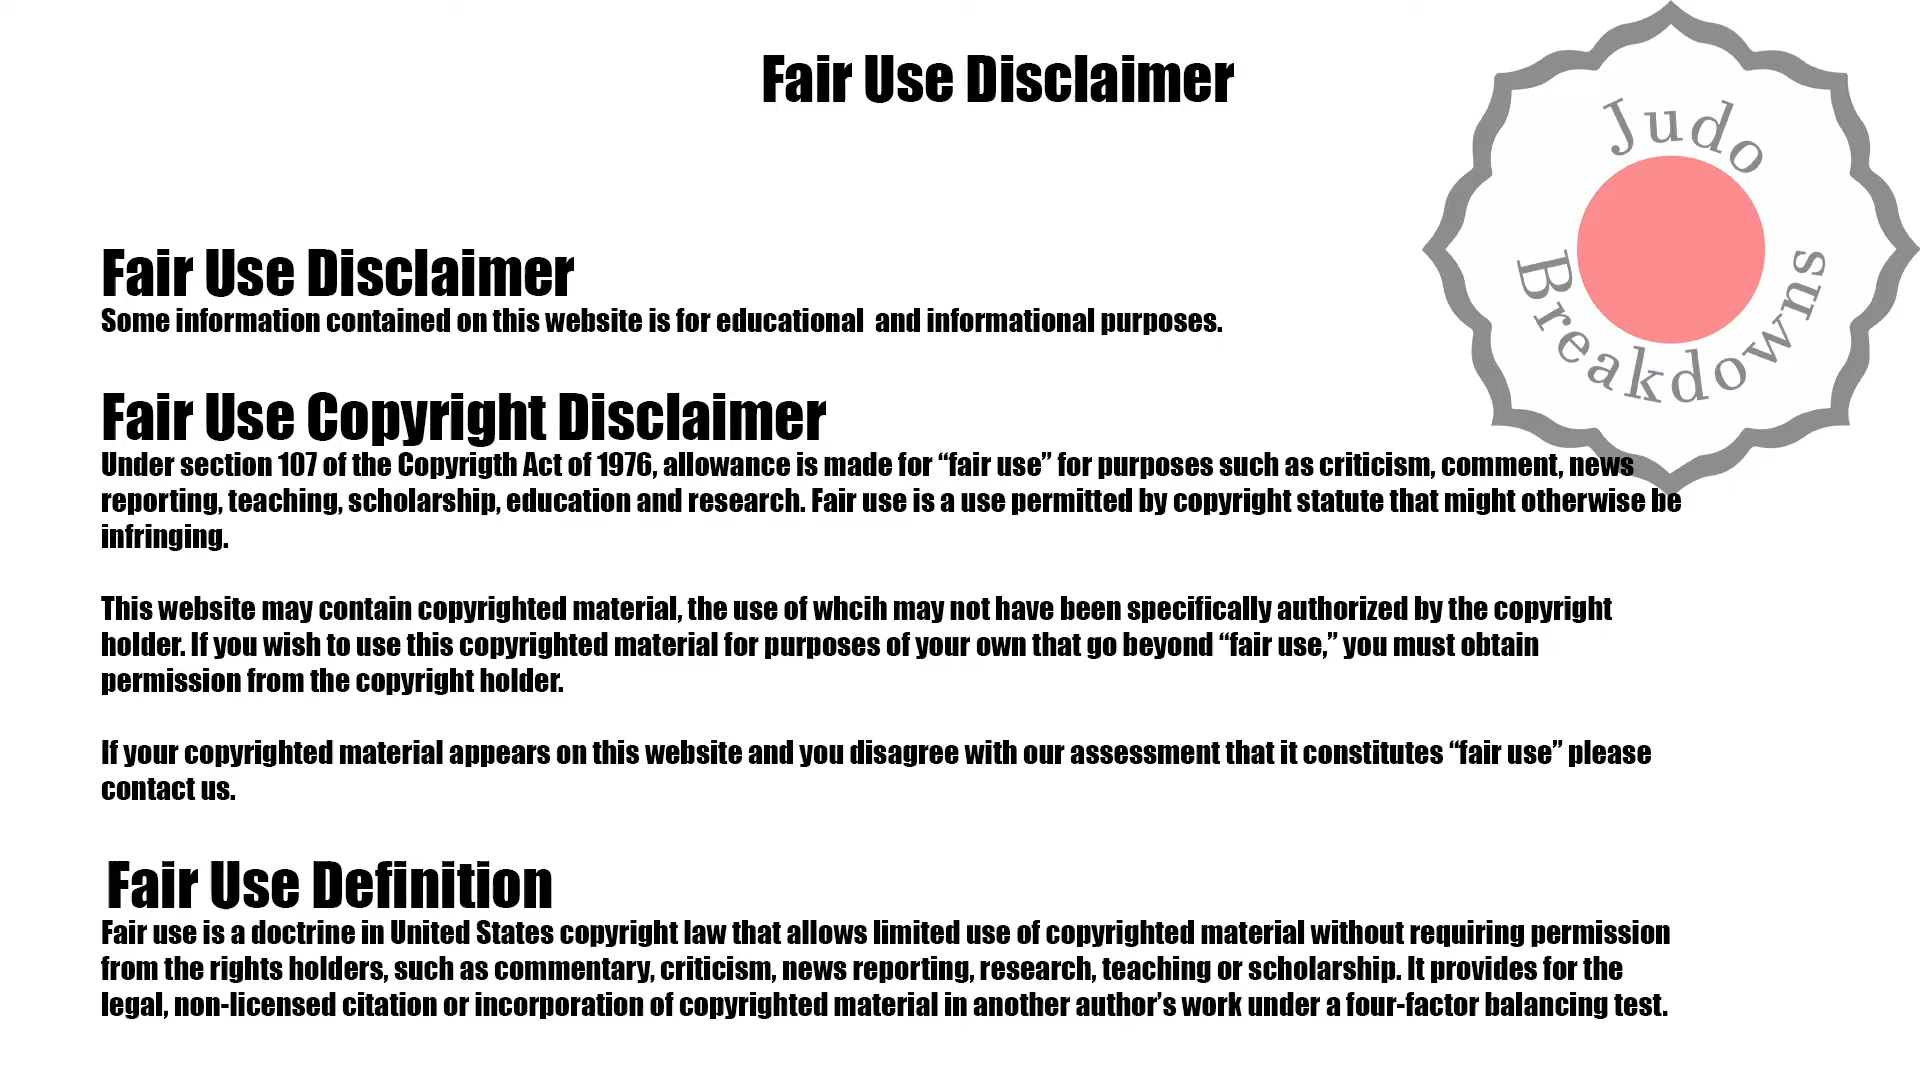 Fair Use Disclaimer
Judo
Breakdowns
Fair Use Disclaimer
Some information contained on this website is for educational  and informational purposes.
Fair Use Copyright Disclaimer
Under section 107 of the Copyrigth Act of 1976, allowance is made for “fair use” for purposes such as criticism, comment, news
reporting, teaching, scholarship, education and research. Fair use is a use permitted by copyright statute that might otherwise be
infringing.
This website may contain copyrighted material, the use of whcih may not have been specifically authorized by the copyright
holder. If you wish to use this copyrighted material for purposes of your own that go beyond “fair use,” you must obtain
permission from the copyright holder.
If your copyrighted material appears on this website and you disagree with our assessment that it constitutes “fair use” please
contact us.
Fair Use Definition
Fair use is a doctrine in United States copyright law that allows limited use of copyrighted material without requiring permission
from the rights holders, such as commentary, criticism, news reporting, research, teaching or scholarship. It provides for the
legal, non-licensed citation or incorporation of copyrighted material in another author’s work under a four-factor balancing test.